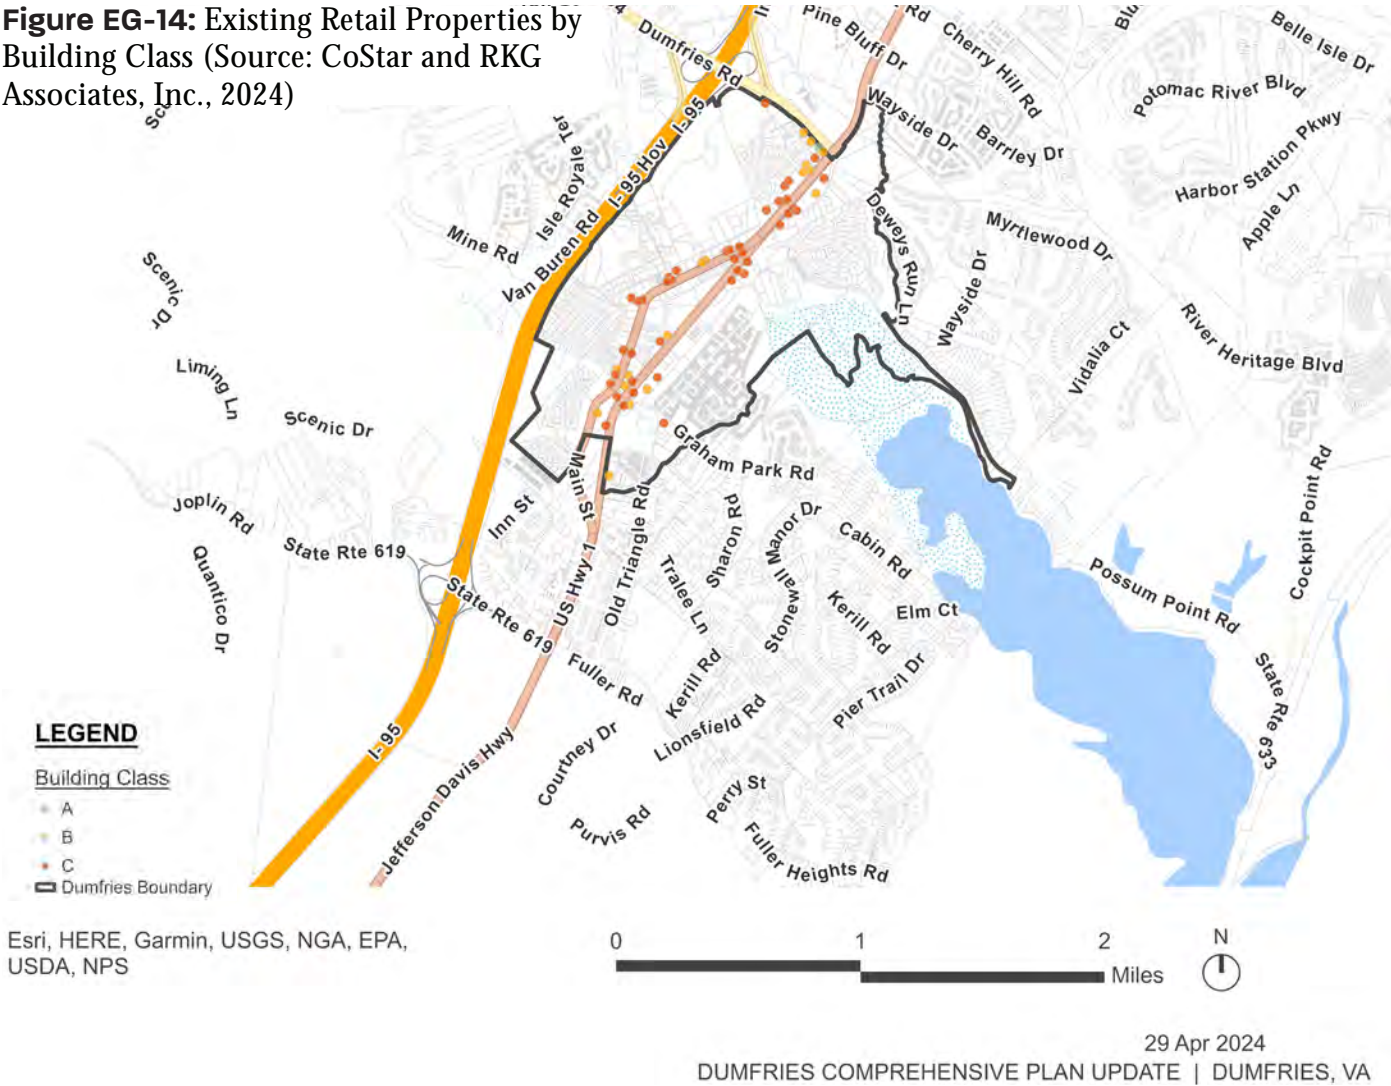 Figure EG-14: Existing Retail Properties by
Building Class (Source: CoStar and RKG
Associates, Inc., 2024)
Dumfries Rd
Pine Bluff Dr
Rd
Cherry Hill Rd
Belle Isle Dr
Potomac River Blvd
Wayside Dr
Barrley Dr
Harbor Station Pkwy
Apple Ln
I-95
I-95 Hov
Isle Royale Ter
Mine Rd
Van Buren Rd
Deweys Run Ln
Myrtlewood Dr
Wayside Dr
Scenic Dr
Vidalia Ct
River Heritage Blvd
Liming Ln
Scenic Dr
Graham Park Rd
Main St
Joplin Rd
Inn St
State Rte 619
Old Triangle Rd
Sharon Rd
Stonewall Manor Dr
Cabin Rd
Cockpit Point Rd
Quantico Dr
US Hwy 1
Tralee Ln
Possum Point Rd
State Rte 619
Kerill Rd
Elm Ct
Fuller Rd
Kerill Rd
Pier Trail Dr
State Rte 633
Lionsfield Rd
I-95
Jefferson Davis Hwy
Courtney Dr
Perry St
Purvis Rd
Fuller Heights Rd
LEGEND
Building Class
A
B
C
Dumfries Boundary
Esri, HERE, Garmin, USGS, NGA, EPA,
USDA, NPS
0 1 2
Miles
N
29 Apr 2024
DUMFRIES COMPREHENSIVE PLAN UPDATE | DUMFRIES, VA